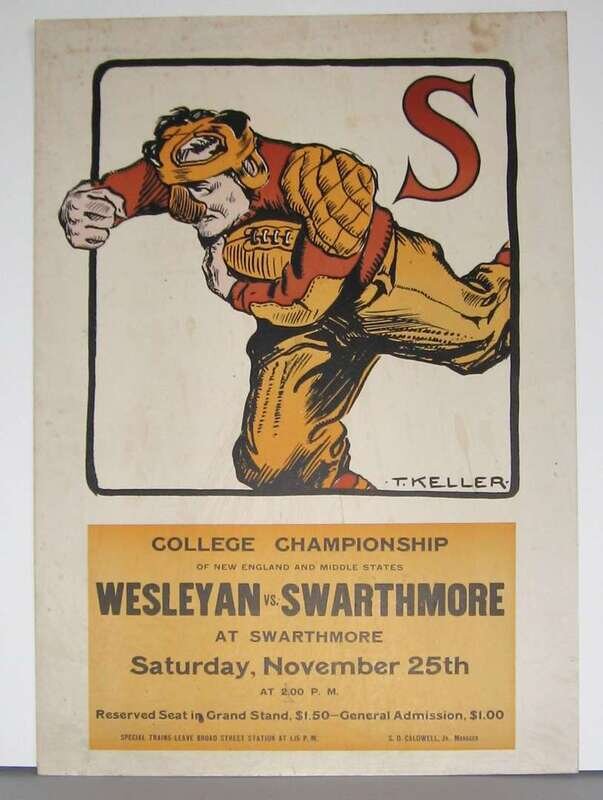 S
T. KELLER
COLLEGE CHAMPIONSHIP
OF NEW ENGLAND AND MIDDLE STATES
WESLEYAN VS. SWARTHMORE
AT SWARTHMORE
Saturday, November 25th
AT 2.00 P. M.
Reserved Seat in Grand Stand, $1.50—General Admission, $1.00
SPECIAL TRAINS LEAVE BROAD STREET STATION AT 1.15 P. M. S. D. CALDWELL, JR. MANAGER